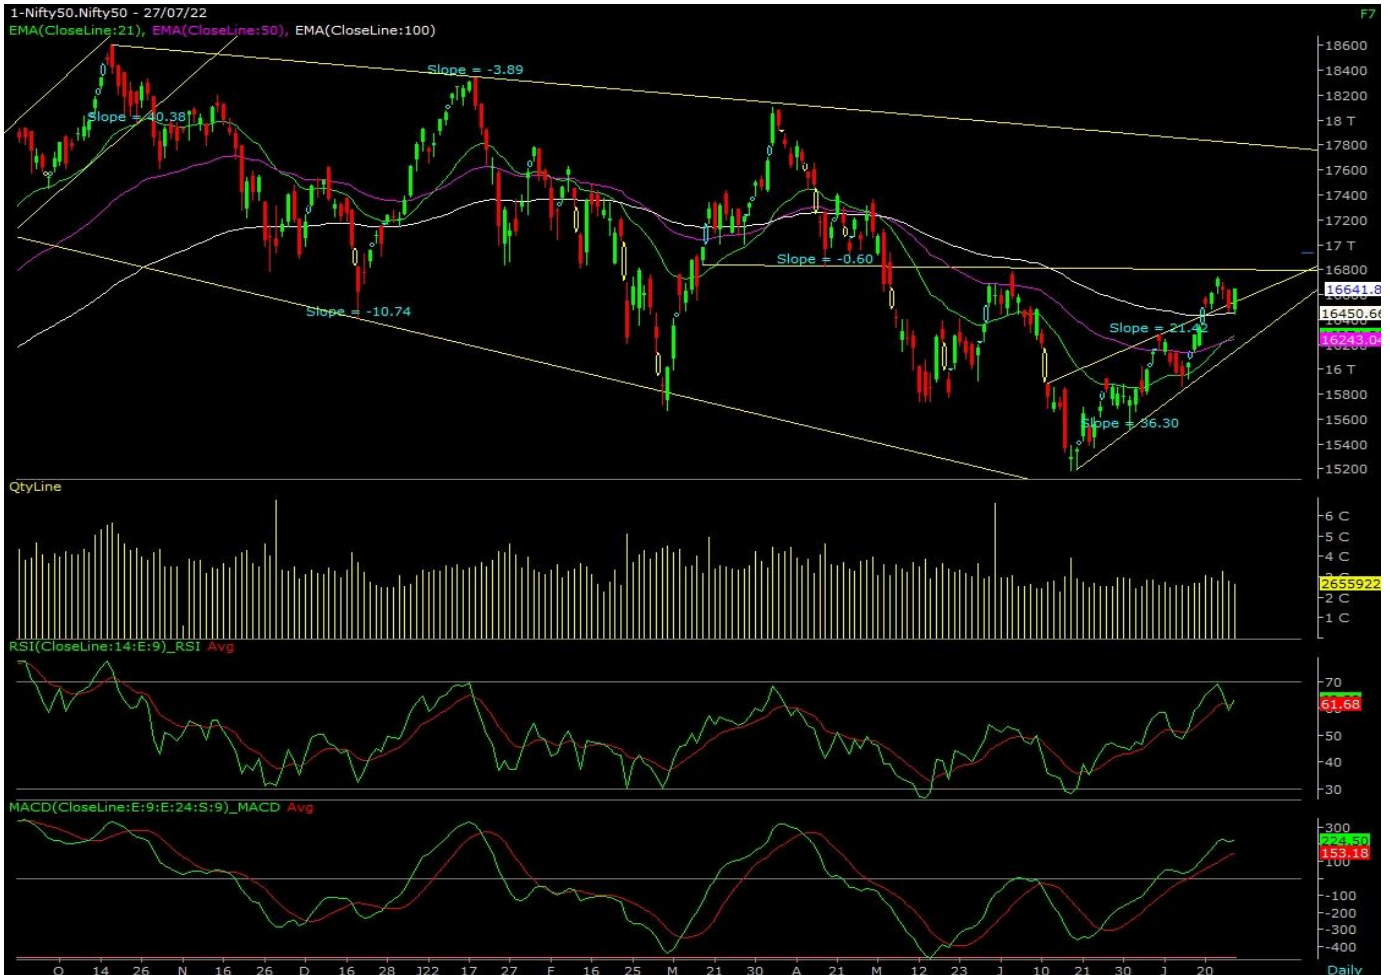 1-Nifty50.Nifty50 - 27/07/22
F7
EMA(CloseLine:21), EMA(CloseLine:50), EMA(CloseLine:100)
18600
Slope = -3.89
18400
18200
Slope = 40.38
18 T
17800
17600
17400
17200
17 T
Slope = -0.60
16800
16641.8
Slope = -10.74
16450.66
Slope = 21.42
16243.04
16 T
15800
15600
Slope = 36.30
15400
15200
QtyLine
6 C
5 C
4 C
2655922
2 C
1 C
RSI(CloseLine:14:E:9)_RSI Avg
70
61.68
50
40
30
MACD(CloseLine:E:9:E:24:S:9)_MACD Avg
300
224.50
153.18
-100
-200
-300
-400
O 14 26 N 16 26 D 16 28 J22 17 27 F 16 25 M 21 30 A 21 M 12 23 J 10 21 30 J 20 Daily